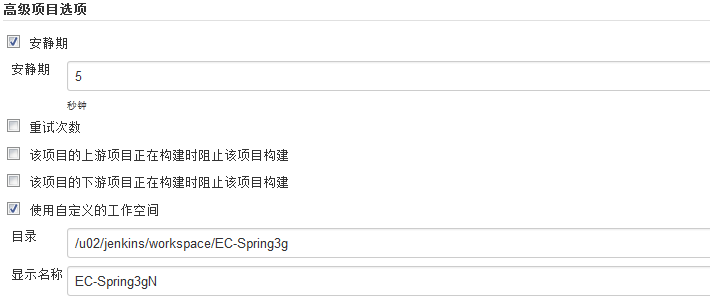 高级项目选项
安静期
安静期 5
秒钟
重试次数
该项目的上游项目正在构建时阻止该项目构建
该项目的下游项目正在构建时阻止该项目构建
使用自定义的工作空间
目录 /u02/jenkins/workspace/EC-Spring3g
显示名称 EC-Spring3gN